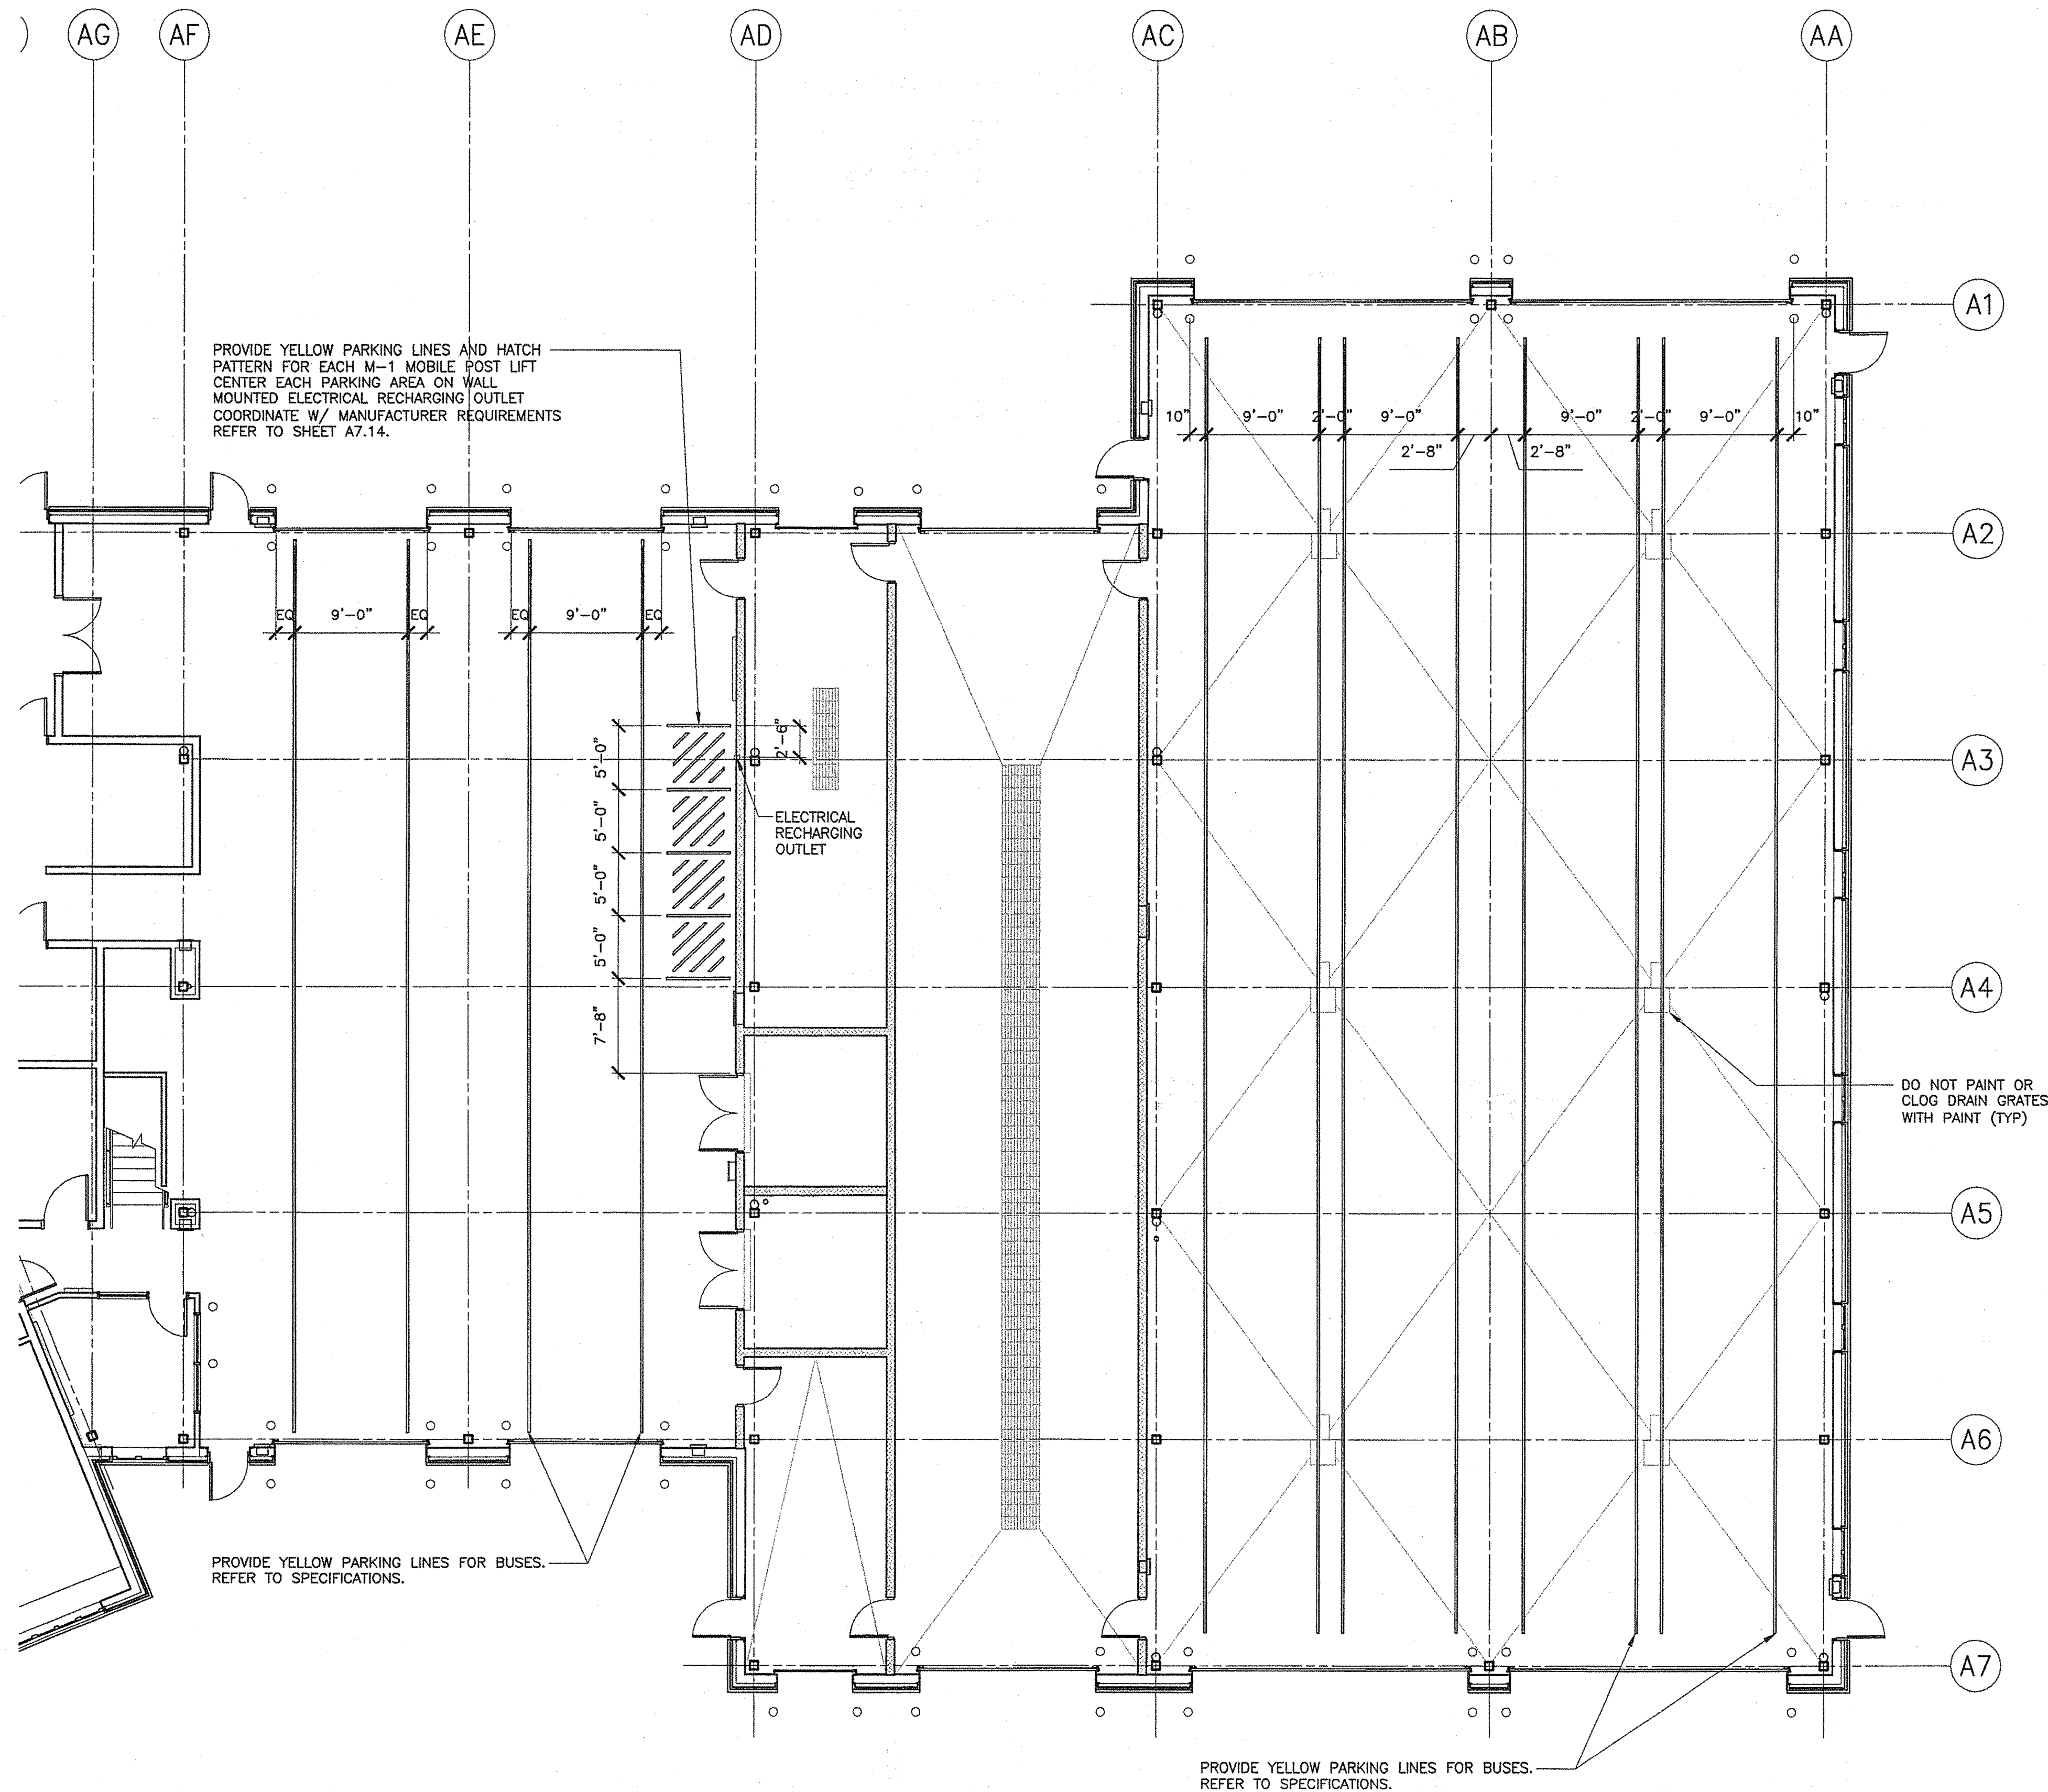 AG
AF
AE
AD
AC
AB
AA
A1
PROVIDE YELLOW PARKING LINES AND HATCH
PATTERN FOR EACH M-1 MOBILE POST LIFT
CENTER EACH PARKING AREA ON WALL
MOUNTED ELECTRICAL RECHARGING OUTLET
COORDINATE W/ MANUFACTURER REQUIREMENTS
REFER TO SHEET A7.14.
10"
9'-0"
2'-0"
9'-0"
9'-0"
2'-0"
9'-0"
10"
2'-8"
2'-8"
A2
EQ
9'-0"
EQ
EQ
9'-0"
EQ
5'-0"
2'-6"
A3
5'-0"
ELECTRICAL
RECHARGING
OUTLET
5'-0"
5'-0"
A4
7'-8"
DO NOT PAINT OR
CLOG DRAIN GRATES
WITH PAINT (TYP)
A5
A6
PROVIDE YELLOW PARKING LINES FOR BUSES.
REFER TO SPECIFICATIONS.
A7
PROVIDE YELLOW PARKING LINES FOR BUSES.
REFER TO SPECIFICATIONS.